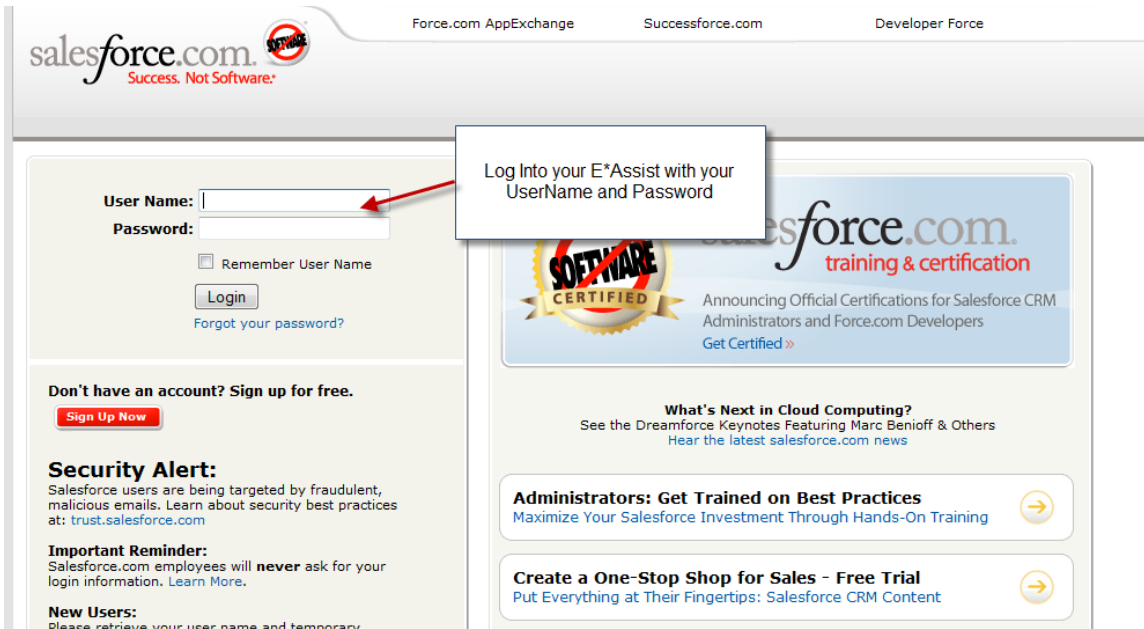 Force.com AppExchange Successforce.com Developer Force
salesforce.com.
SOFTWARE
Success. Not Software.
Log Into your E*Assist with your
UserName and Password
User Name:
Password:
Remember User Name
Login
Forgot your password?
Don't have an account? Sign up for free.
Sign Up Now
Security Alert:
Salesforce users are being targeted by fraudulent,
malicious emails. Learn about security best practices
at: trust.salesforce.com
Important Reminder:
Salesforce.com employees will never ask for your
login information. Learn More.
New Users:
Please retrieve your user name and temporary
salesforce.com.
training & certification
SOFTWARE
CERTIFIED
Announcing Official Certifications for Salesforce CRM
Administrators and Force.com Developers
Get Certified »
What's Next in Cloud Computing?
See the Dreamforce Keynotes Featuring Marc Benioff & Others
Hear the latest salesforce.com news
Administrators: Get Trained on Best Practices
Maximize Your Salesforce Investment Through Hands-On Training
Create a One-Stop Shop for Sales - Free Trial
Put Everything at Their Fingertips: Salesforce CRM Content